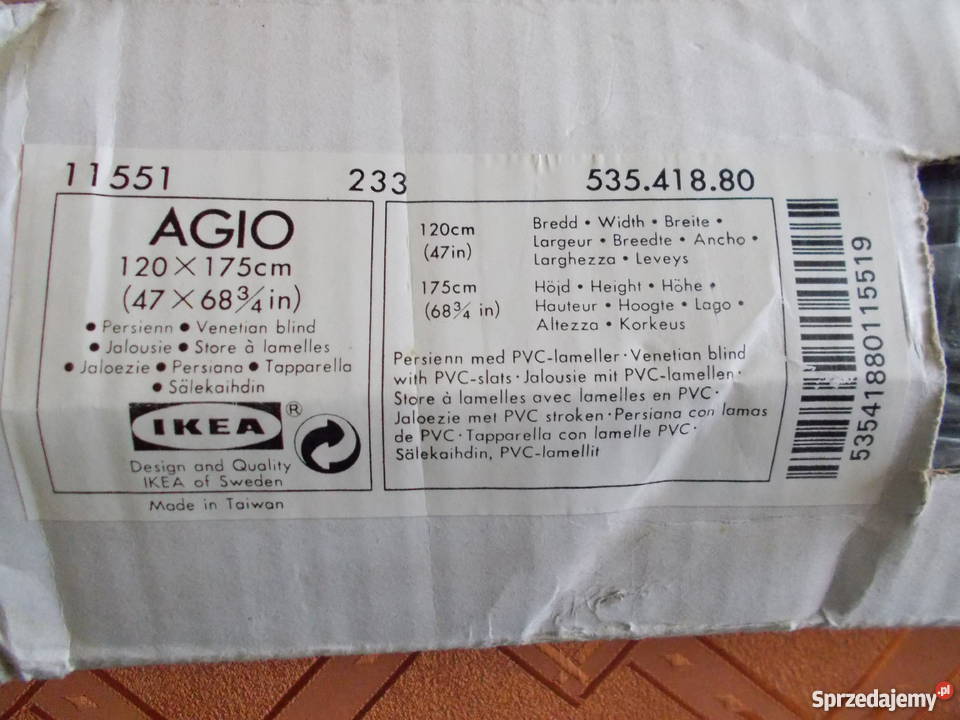 11551 233 535.418.80
AGIO
120×175cm
(47×68¾in)
• Persienn • Venetian blind
• Jalousie • Store à lamelles
• Jaloezie • Persiana • Tapparella
• Sälekaihdin
IKEA ®
Design and Quality
IKEA of Sweden
Made in Taiwan
120cm
(47in)
Bredd • Width • Breite •
Largeur • Breedte • Ancho •
Larghezza • Leveys
175cm
(68¾ in)
Höjd • Height • Höhe •
Hauteur • Hoogte • Lago •
Altezza • Korkeus
Persienn med PVC-lameller · Venetian blind
with PVC-slats · Jalousie mit PVC-lamellen ·
Store à lamelles avec lamelles en PVC ·
Jaloezie met PVC stroken · Persiana con lamas
de PVC · Tapparella con lamelle PVC ·
Sälekaihdin, PVC-lamellit
53541880115519
Sprzedajemy.pl